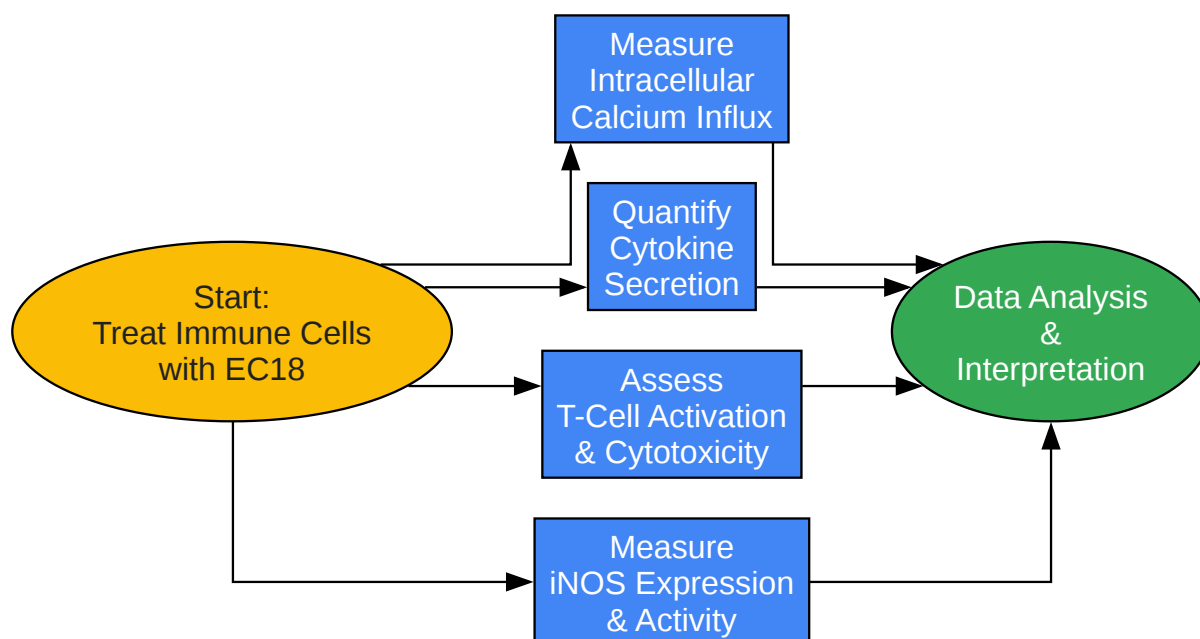 Measure
Intracellular
Calcium Influx
Quantify
Cytokine
Secretion
Start:
Treat Immune Cells
with EC18
Data Analysis
&
Interpretation
Assess
T-Cell Activation
& Cytotoxicity
Measure
iNOS Expression
& Activity